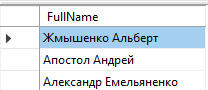 FullName
Жмышенко Альберт
Апостол Андрей
Александр Емельяненко